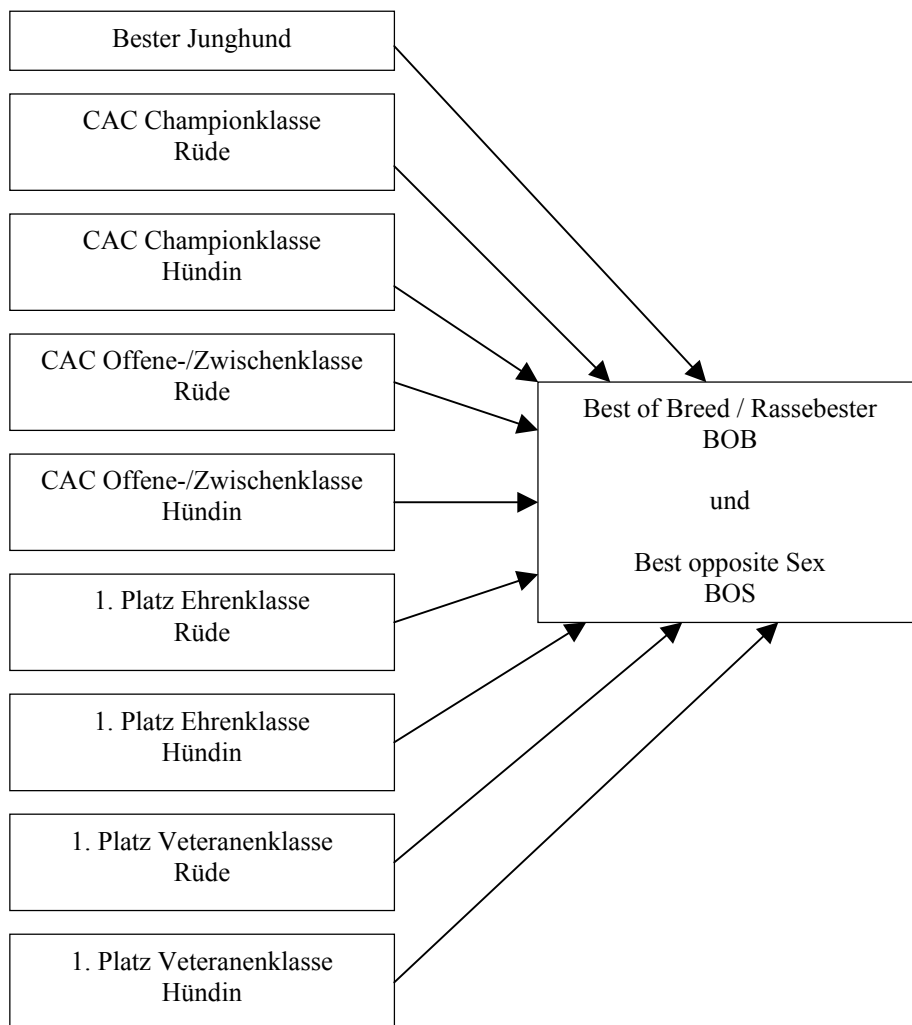 Bester Junghund
CAC Championklasse
Rüde
CAC Championklasse
Hündin
CAC Offene-/Zwischenklasse
Rüde
CAC Offene-/Zwischenklasse
Hündin
1. Platz Ehrenklasse
Rüde
1. Platz Ehrenklasse
Hündin
1. Platz Veteranenklasse
Rüde
1. Platz Veteranenklasse
Hündin
Best of Breed / Rassebester
BOB
und
Best opposite Sex
BOS